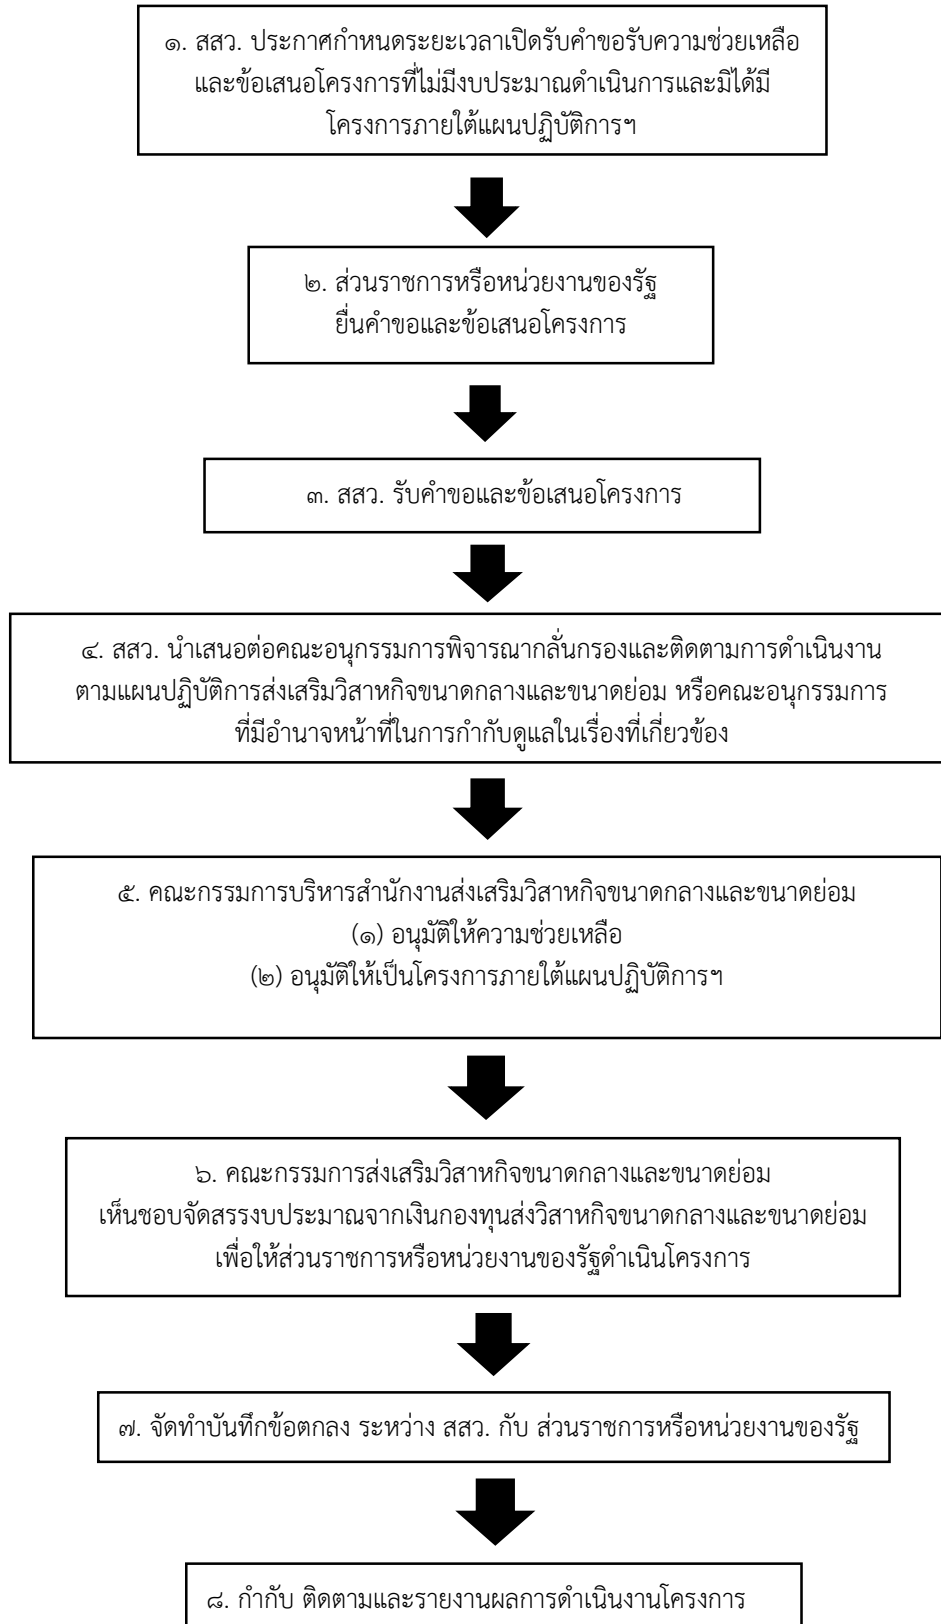 ๑. สสว. ประกาศกำหนดระยะเวลาเปิดรับคำขอรับความช่วยเหลือ
และข้อเสนอโครงการที่ไม่มีงบประมาณดำเนินการและมิได้มี
โครงการภายใต้แผนปฏิบัติการฯ
๒. ส่วนราชการหรือหน่วยงานของรัฐ
ยื่นคำขอและข้อเสนอโครงการ
๓. สสว. รับคำขอและข้อเสนอโครงการ
๔. สสว. นำเสนอต่อคณะอนุกรรมการพิจารณากลั่นกรองและติดตามการดำเนินงาน
ตามแผนปฏิบัติการส่งเสริมวิสาหกิจขนาดกลางและขนาดย่อม หรือคณะอนุกรรมการ
ที่มีอำนาจหน้าที่ในการกำกับดูแลในเรื่องที่เกี่ยวข้อง
๕. คณะกรรมการบริหารสำนักงานส่งเสริมวิสาหกิจขนาดกลางและขนาดย่อม
(๑) อนุมัติให้ความช่วยเหลือ
(๒) อนุมัติให้เป็นโครงการภายใต้แผนปฏิบัติการฯ
๖. คณะกรรมการส่งเสริมวิสาหกิจขนาดกลางและขนาดย่อม
เห็นชอบจัดสรรงบประมาณจากเงินกองทุนส่งวิสาหกิจขนาดกลางและขนาดย่อม
เพื่อให้ส่วนราชการหรือหน่วยงานของรัฐดำเนินโครงการ
๗. จัดทำบันทึกข้อตกลง ระหว่าง สสว. กับ ส่วนราชการหรือหน่วยงานของรัฐ
๘. กำกับ ติดตามและรายงานผลการดำเนินงานโครงการ